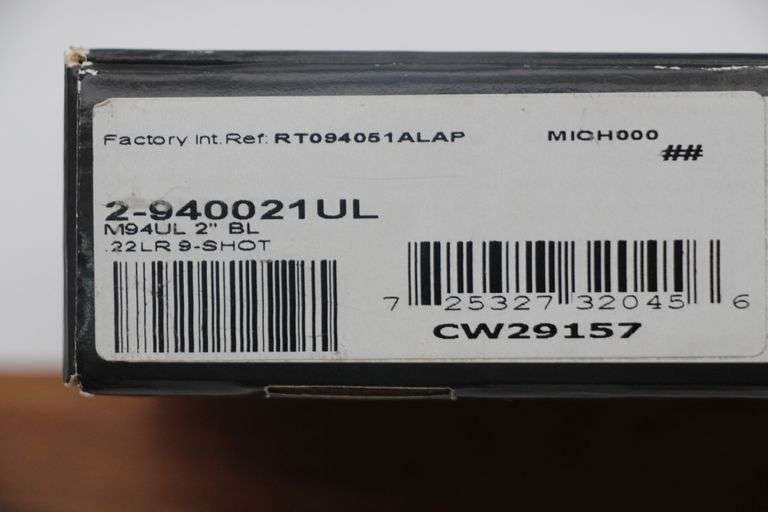 Factory Int.Ref: RT094051ALAP MICH000
##
2-940021UL
M94UL 2" BL
.22LR 9-SHOT
7 25327 32045 6
CW29157